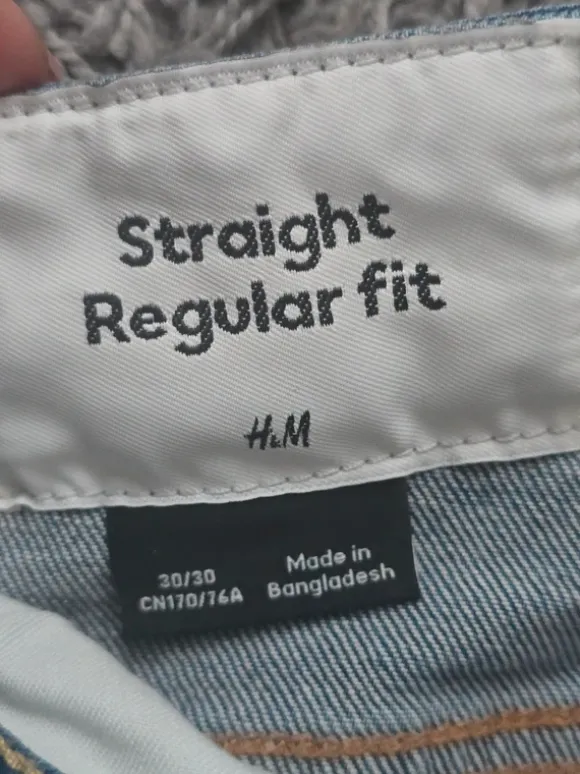 Straight
Regular fit
H&M
30/30
CN170/76A
Made in
Bangladesh